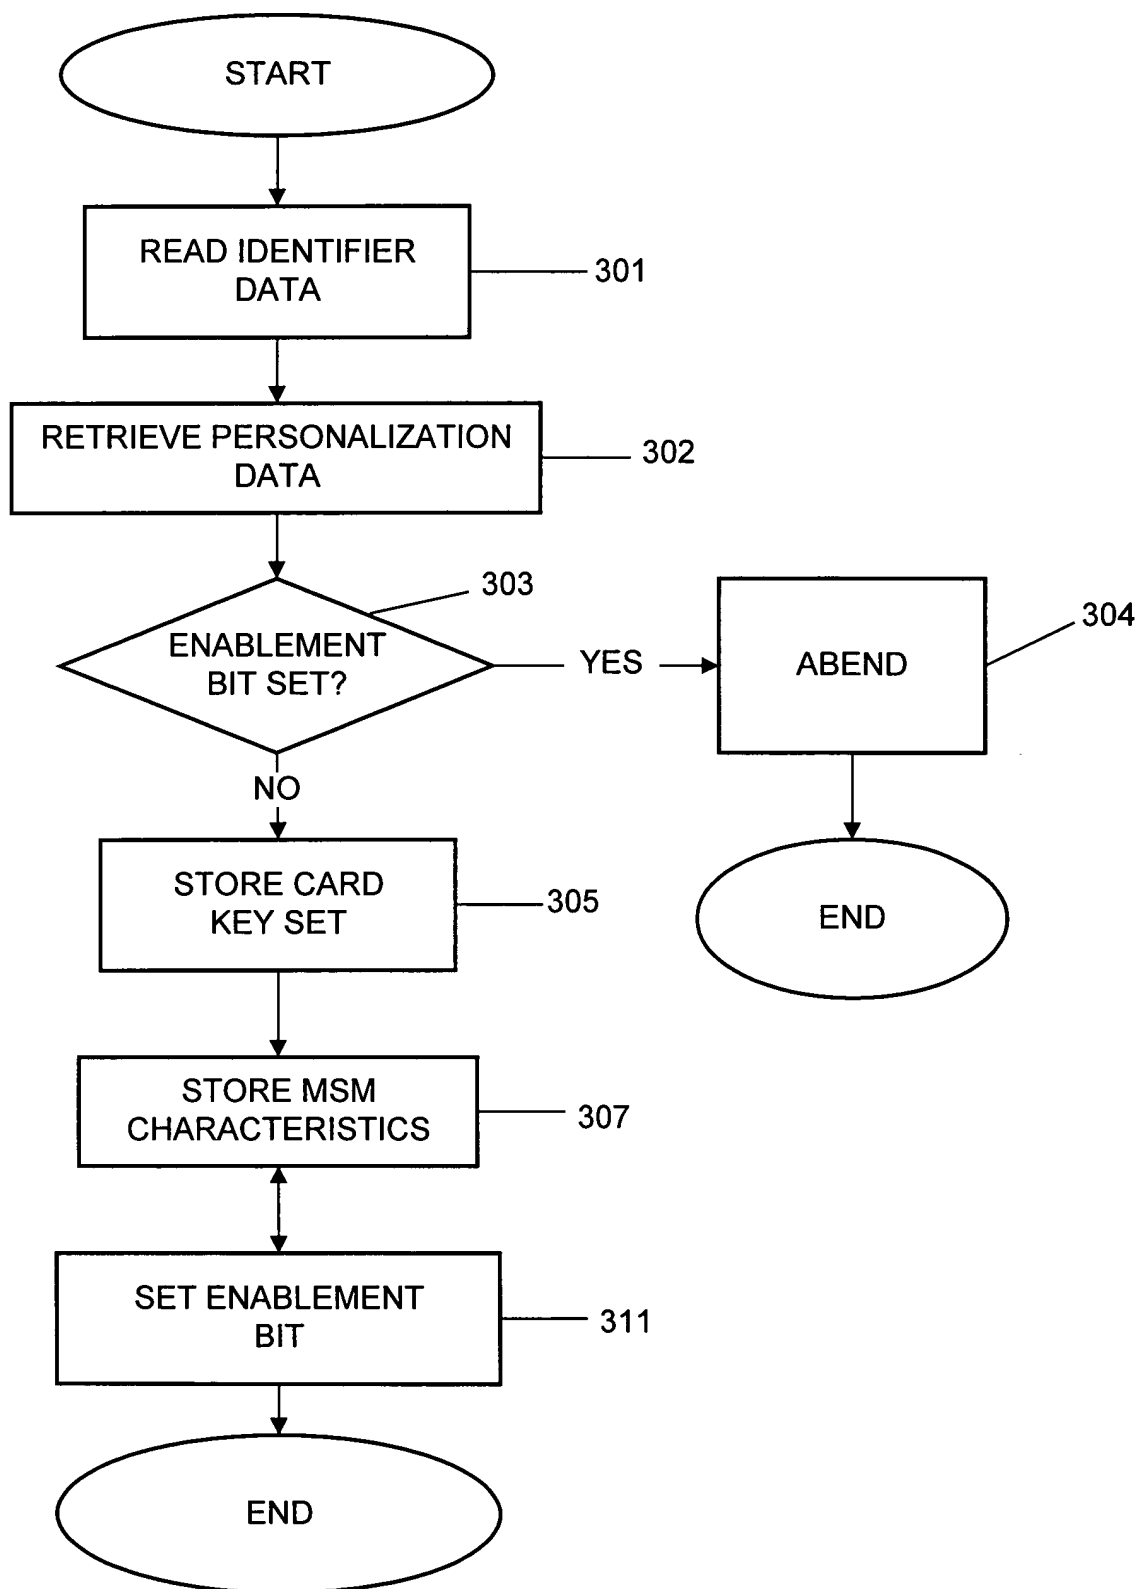 START
READ IDENTIFIER
DATA
301
RETRIEVE PERSONALIZATION
DATA
302
303
ENABLEMENT
BIT SET?
YES
ABEND
304
NO
STORE CARD
KEY SET
305
END
STORE MSM
CHARACTERISTICS
307
SET ENABLEMENT
BIT
311
END